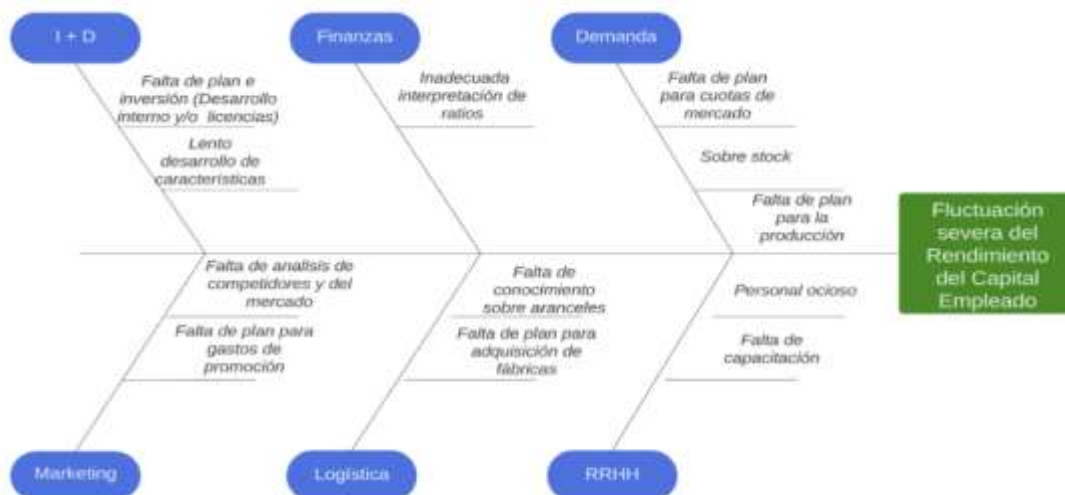 I + D
Finanzas
Demanda
Falta de plan e
inversión (Desarrollo
interno y/o licencias)
Lento
desarrollo de
características
Inadecuada
interpretación de
ratios
Falta de plan
para cuotas de
mercado
Sobre stock
Falta de plan
para la
producción
Fluctuación
severa del
Rendimiento
del Capital
Empleado
Falta de analisis de
competidores y del
mercado
Falta de plan para
gastos de
promoción
Falta de
conocimiento
sobre aranceles
Falta de plan para
adquisición de
fábricas
Personal ocioso
Falta de
capacitación
Marketing
Logística
RRHH